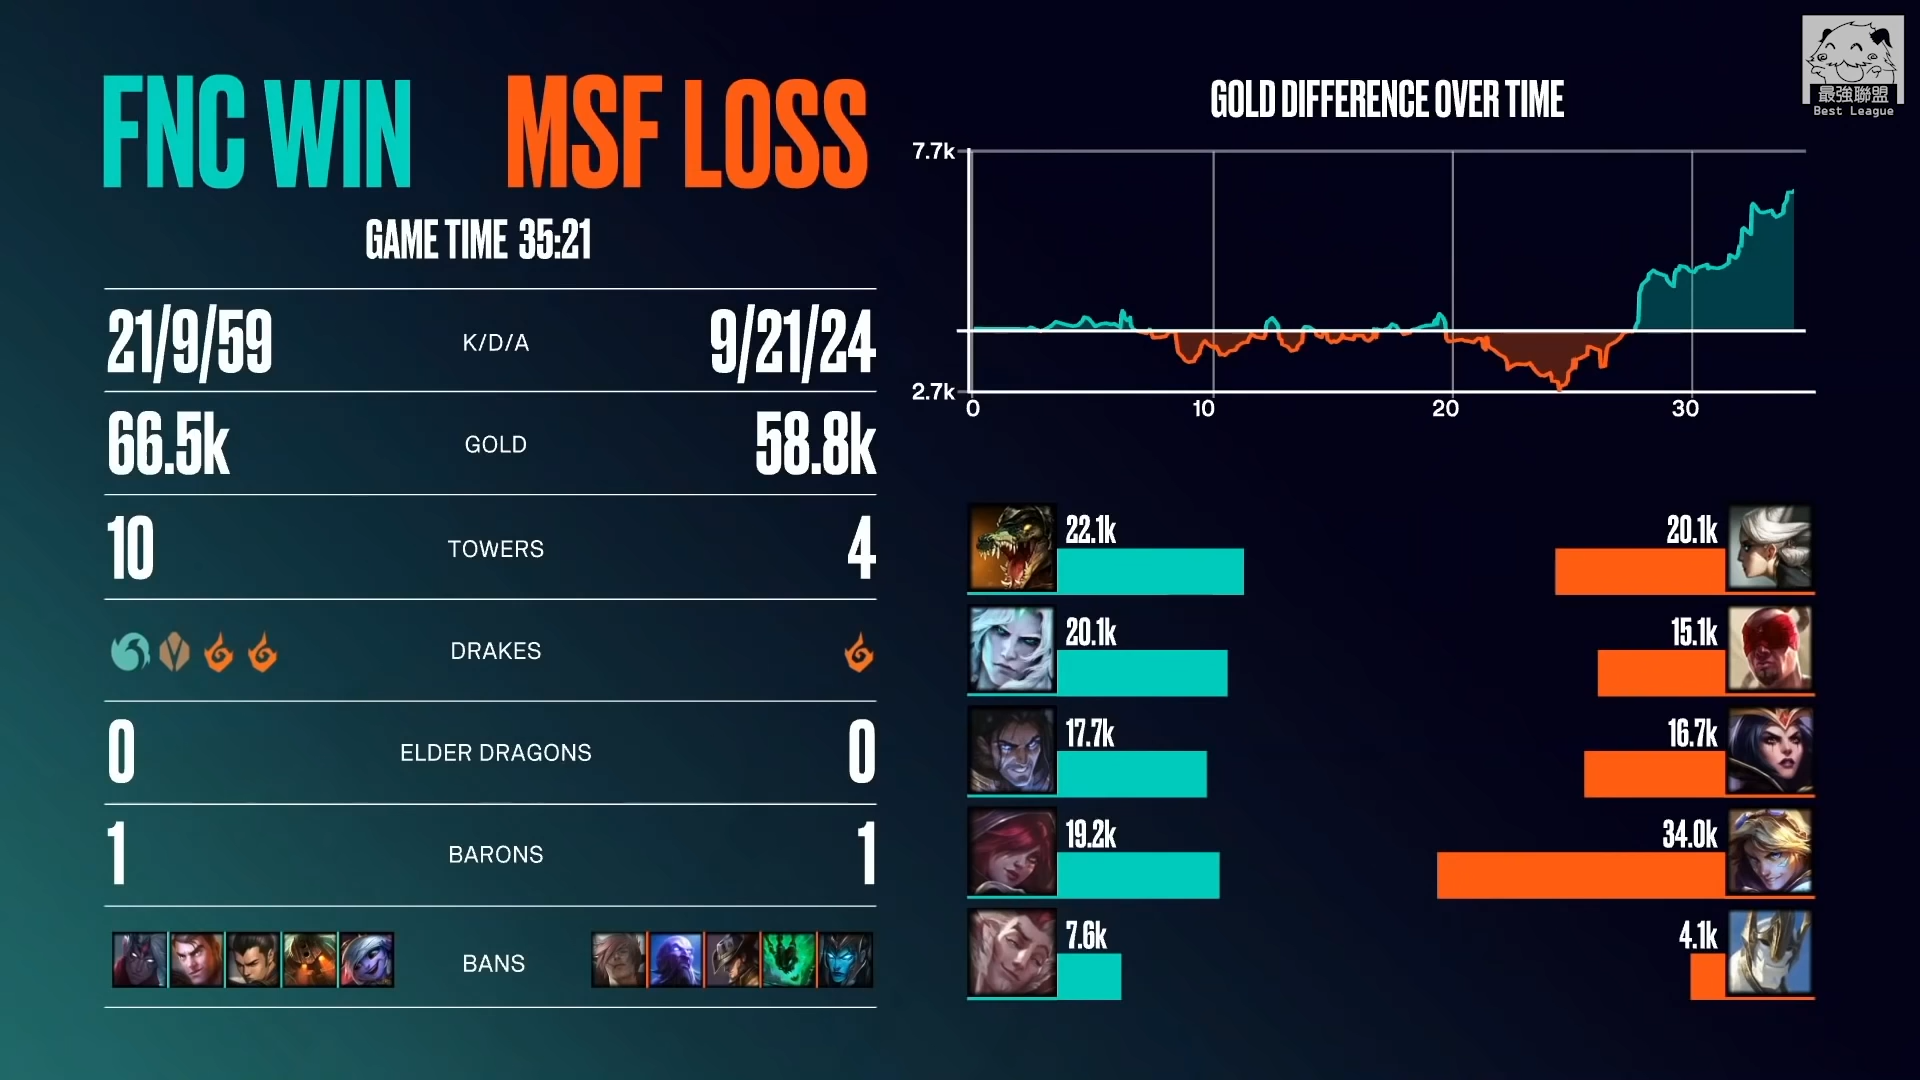 FNC WIN
MSF LOSS
GAME TIME 35:21
21/9/59 K/D/A 9/21/24
66.5k GOLD 58.8k
10 TOWERS 4
DRAKES
0 ELDER DRAGONS 0
1 BARONS 1
BANS
GOLD DIFFERENCE OVER TIME
7.7k
2.7k
0 10 20 30
22.1k 20.1k
20.1k 15.1k
17.7k 16.7k
19.2k 34.0k
7.6k 4.1k
最強聯盟
Best League